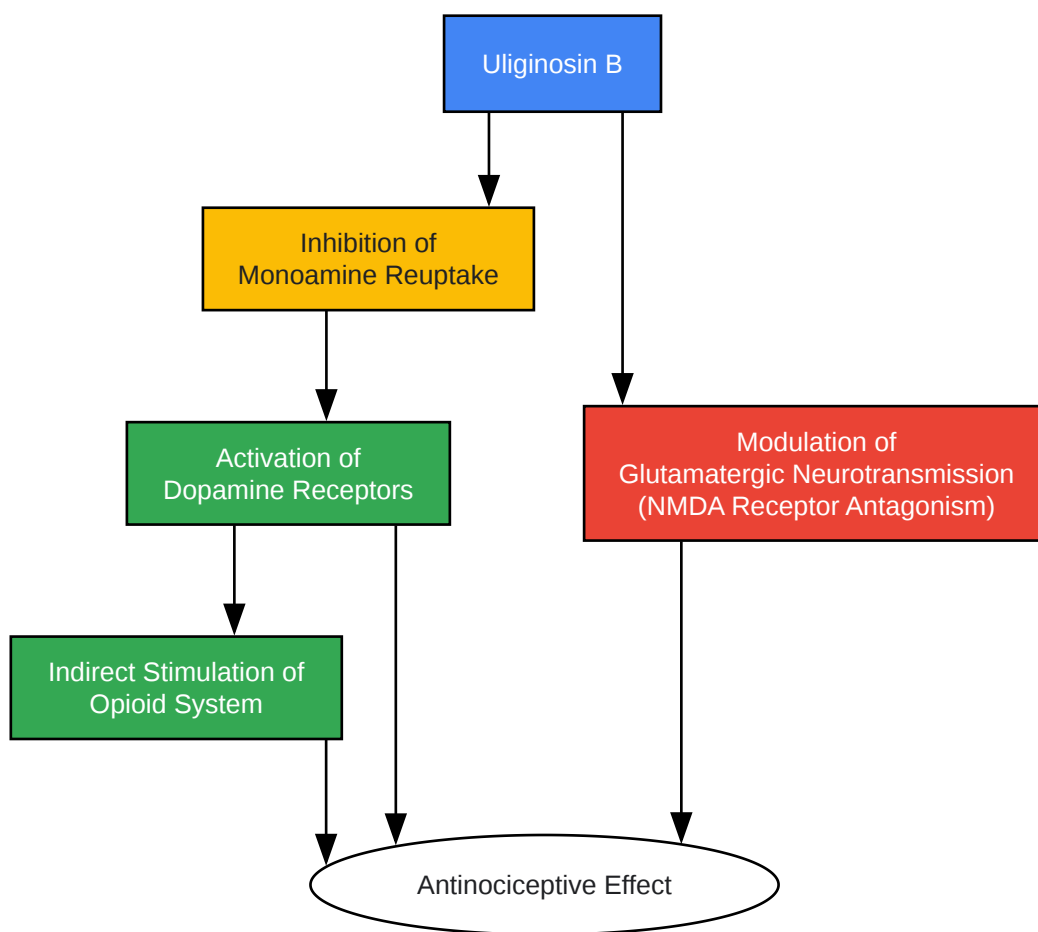 Uliginosin B
Inhibition of
Monoamine Reuptake
Activation of
Dopamine Receptors
Modulation of
Glutamatergic Neurotransmission
(NMDA Receptor Antagonism)
Indirect Stimulation of
Opioid System
Antinociceptive Effect